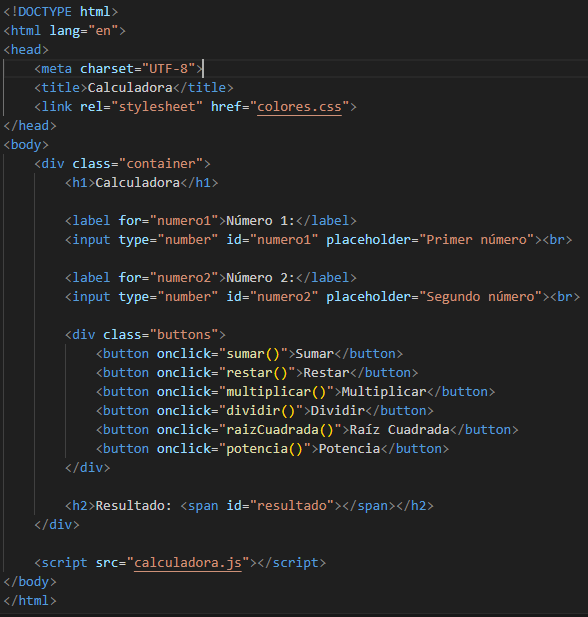 <!DOCTYPE html>
<html lang="en">
<head>
    <meta charset="UTF-8">
    <title>Calculadora</title>
    <link rel="stylesheet" href="colores.css">
</head>
<body>
    <div class="container">
        <h1>Calculadora</h1>

        <label for="numero1">Número 1:</label>
        <input type="number" id="numero1" placeholder="Primer número"><br>

        <label for="numero2">Número 2:</label>
        <input type="number" id="numero2" placeholder="Segundo número"><br>

        <div class="buttons">
            <button onclick="sumar()">Sumar</button>
            <button onclick="restar()">Restar</button>
            <button onclick="multiplicar()">Multiplicar</button>
            <button onclick="dividir()">Dividir</button>
            <button onclick="raizCuadrada()">Raíz Cuadrada</button>
            <button onclick="potencia()">Potencia</button>
        </div>

        <h2>Resultado: <span id="resultado"></span></h2>
    </div>

    <script src="calculadora.js"></script>
</body>
</html>